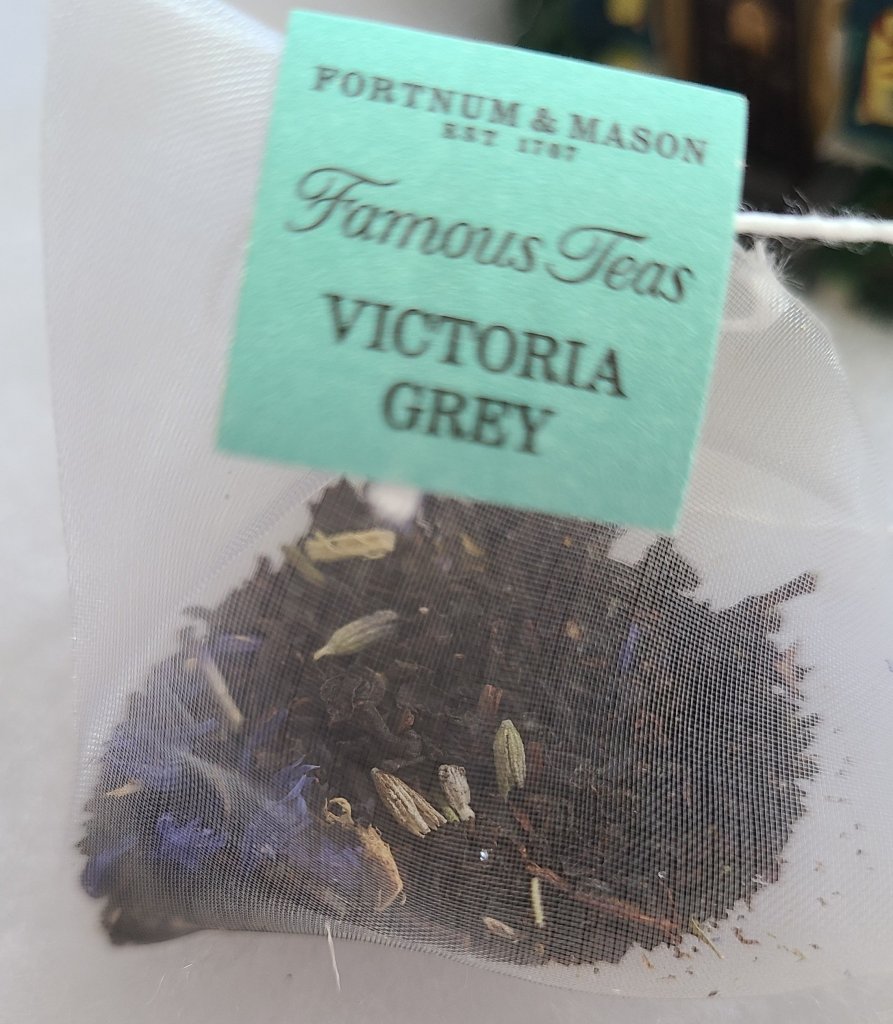 FORTNUM & MASON
EST 1707
Famous Teas
VICTORIA
GREY